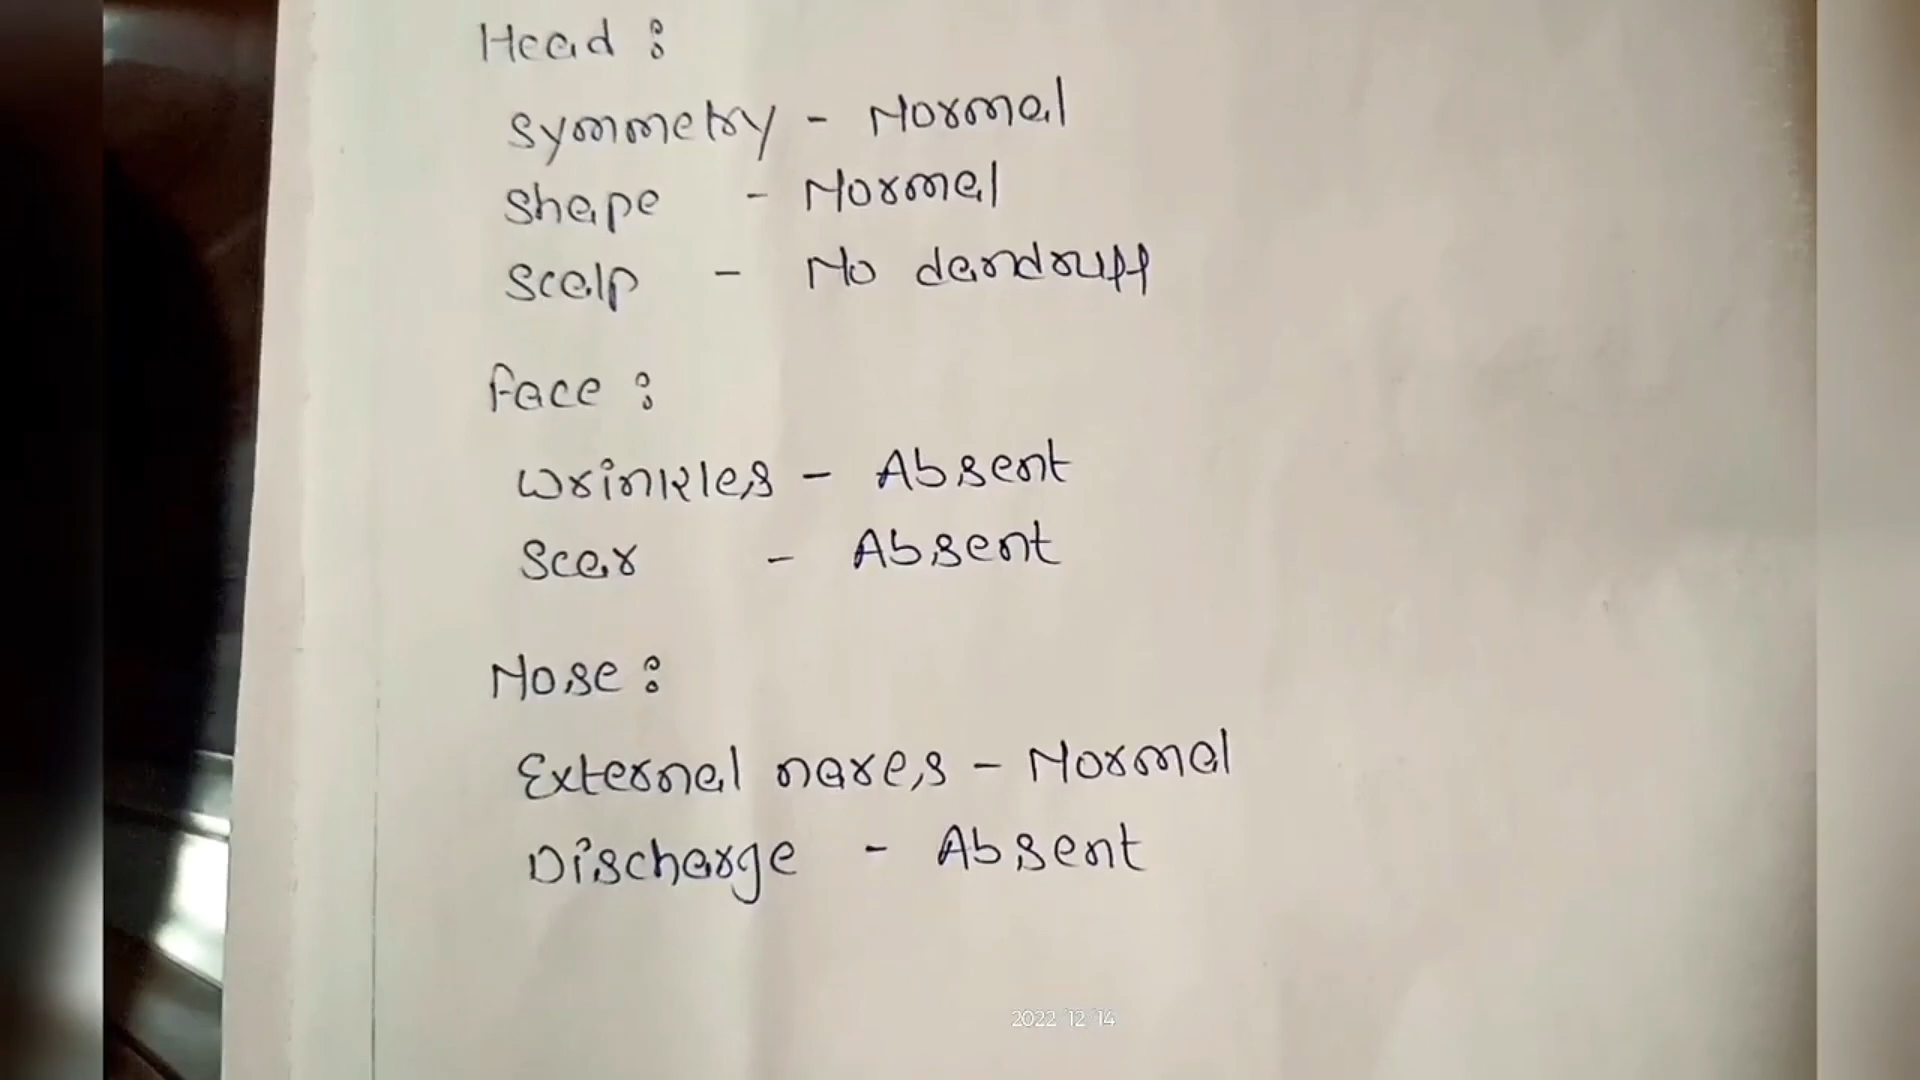 Head :
Symmetry - Normal
Shape - Normal
Scalp - No dandruff
Face :
Wrinkles - Absent
Scar - Absent
Nose :
External nares - Normal
Discharge - Absent
2022 12 14